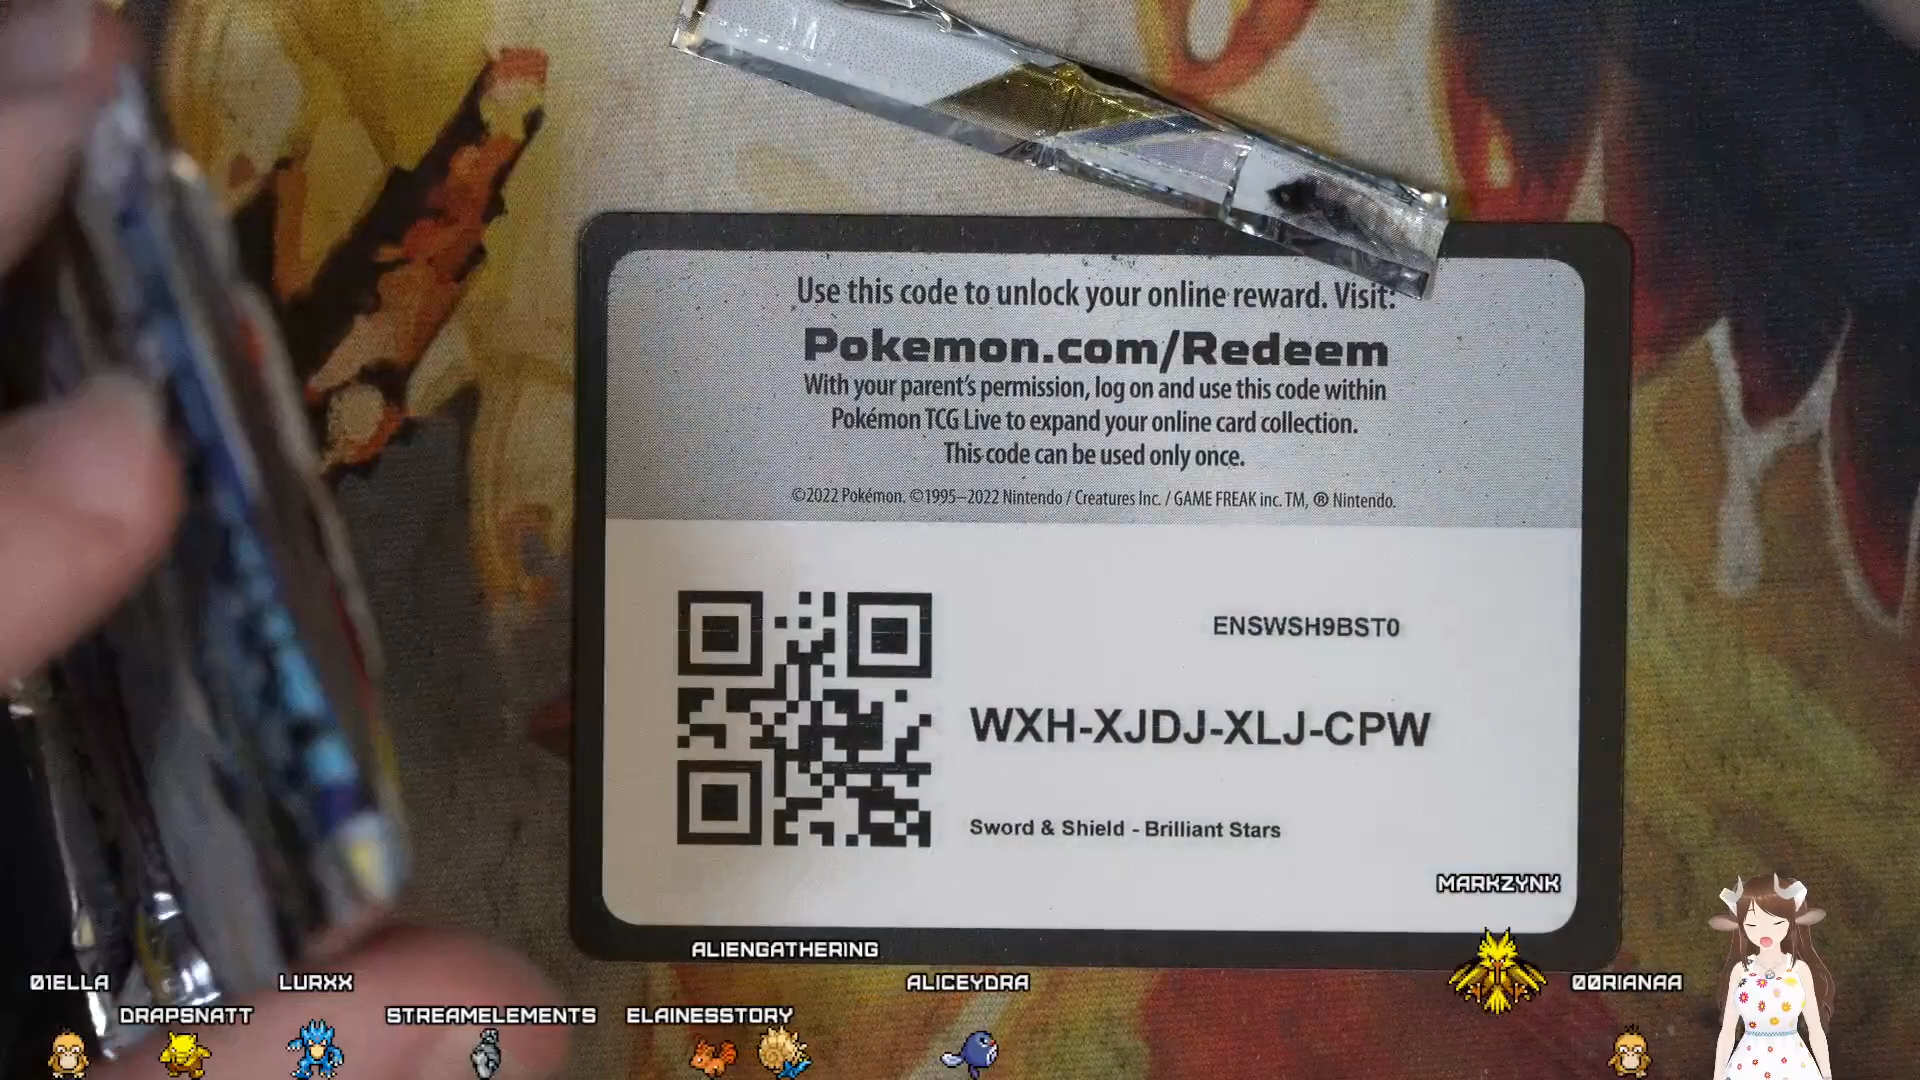 Use this code to unlock your online reward. Visit:
Pokemon.com/Redeem
With your parent's permission, log on and use this code within
Pokémon TCG Live to expand your online card collection.
This code can be used only once.
©2022 Pokémon. ©1995–2022 Nintendo / Creatures Inc. / GAME FREAK inc. TM, ® Nintendo.
ENSWSH9BST0
WXH-XJDJ-XLJ-CPW
Sword & Shield - Brilliant Stars
MARKZYNK
ALIENGATHERING
01ELLA
LURXX
ALICEYDRA
00RIANAA
DRAPSNATT
STREAMELEMENTS
ELAINESSTORY